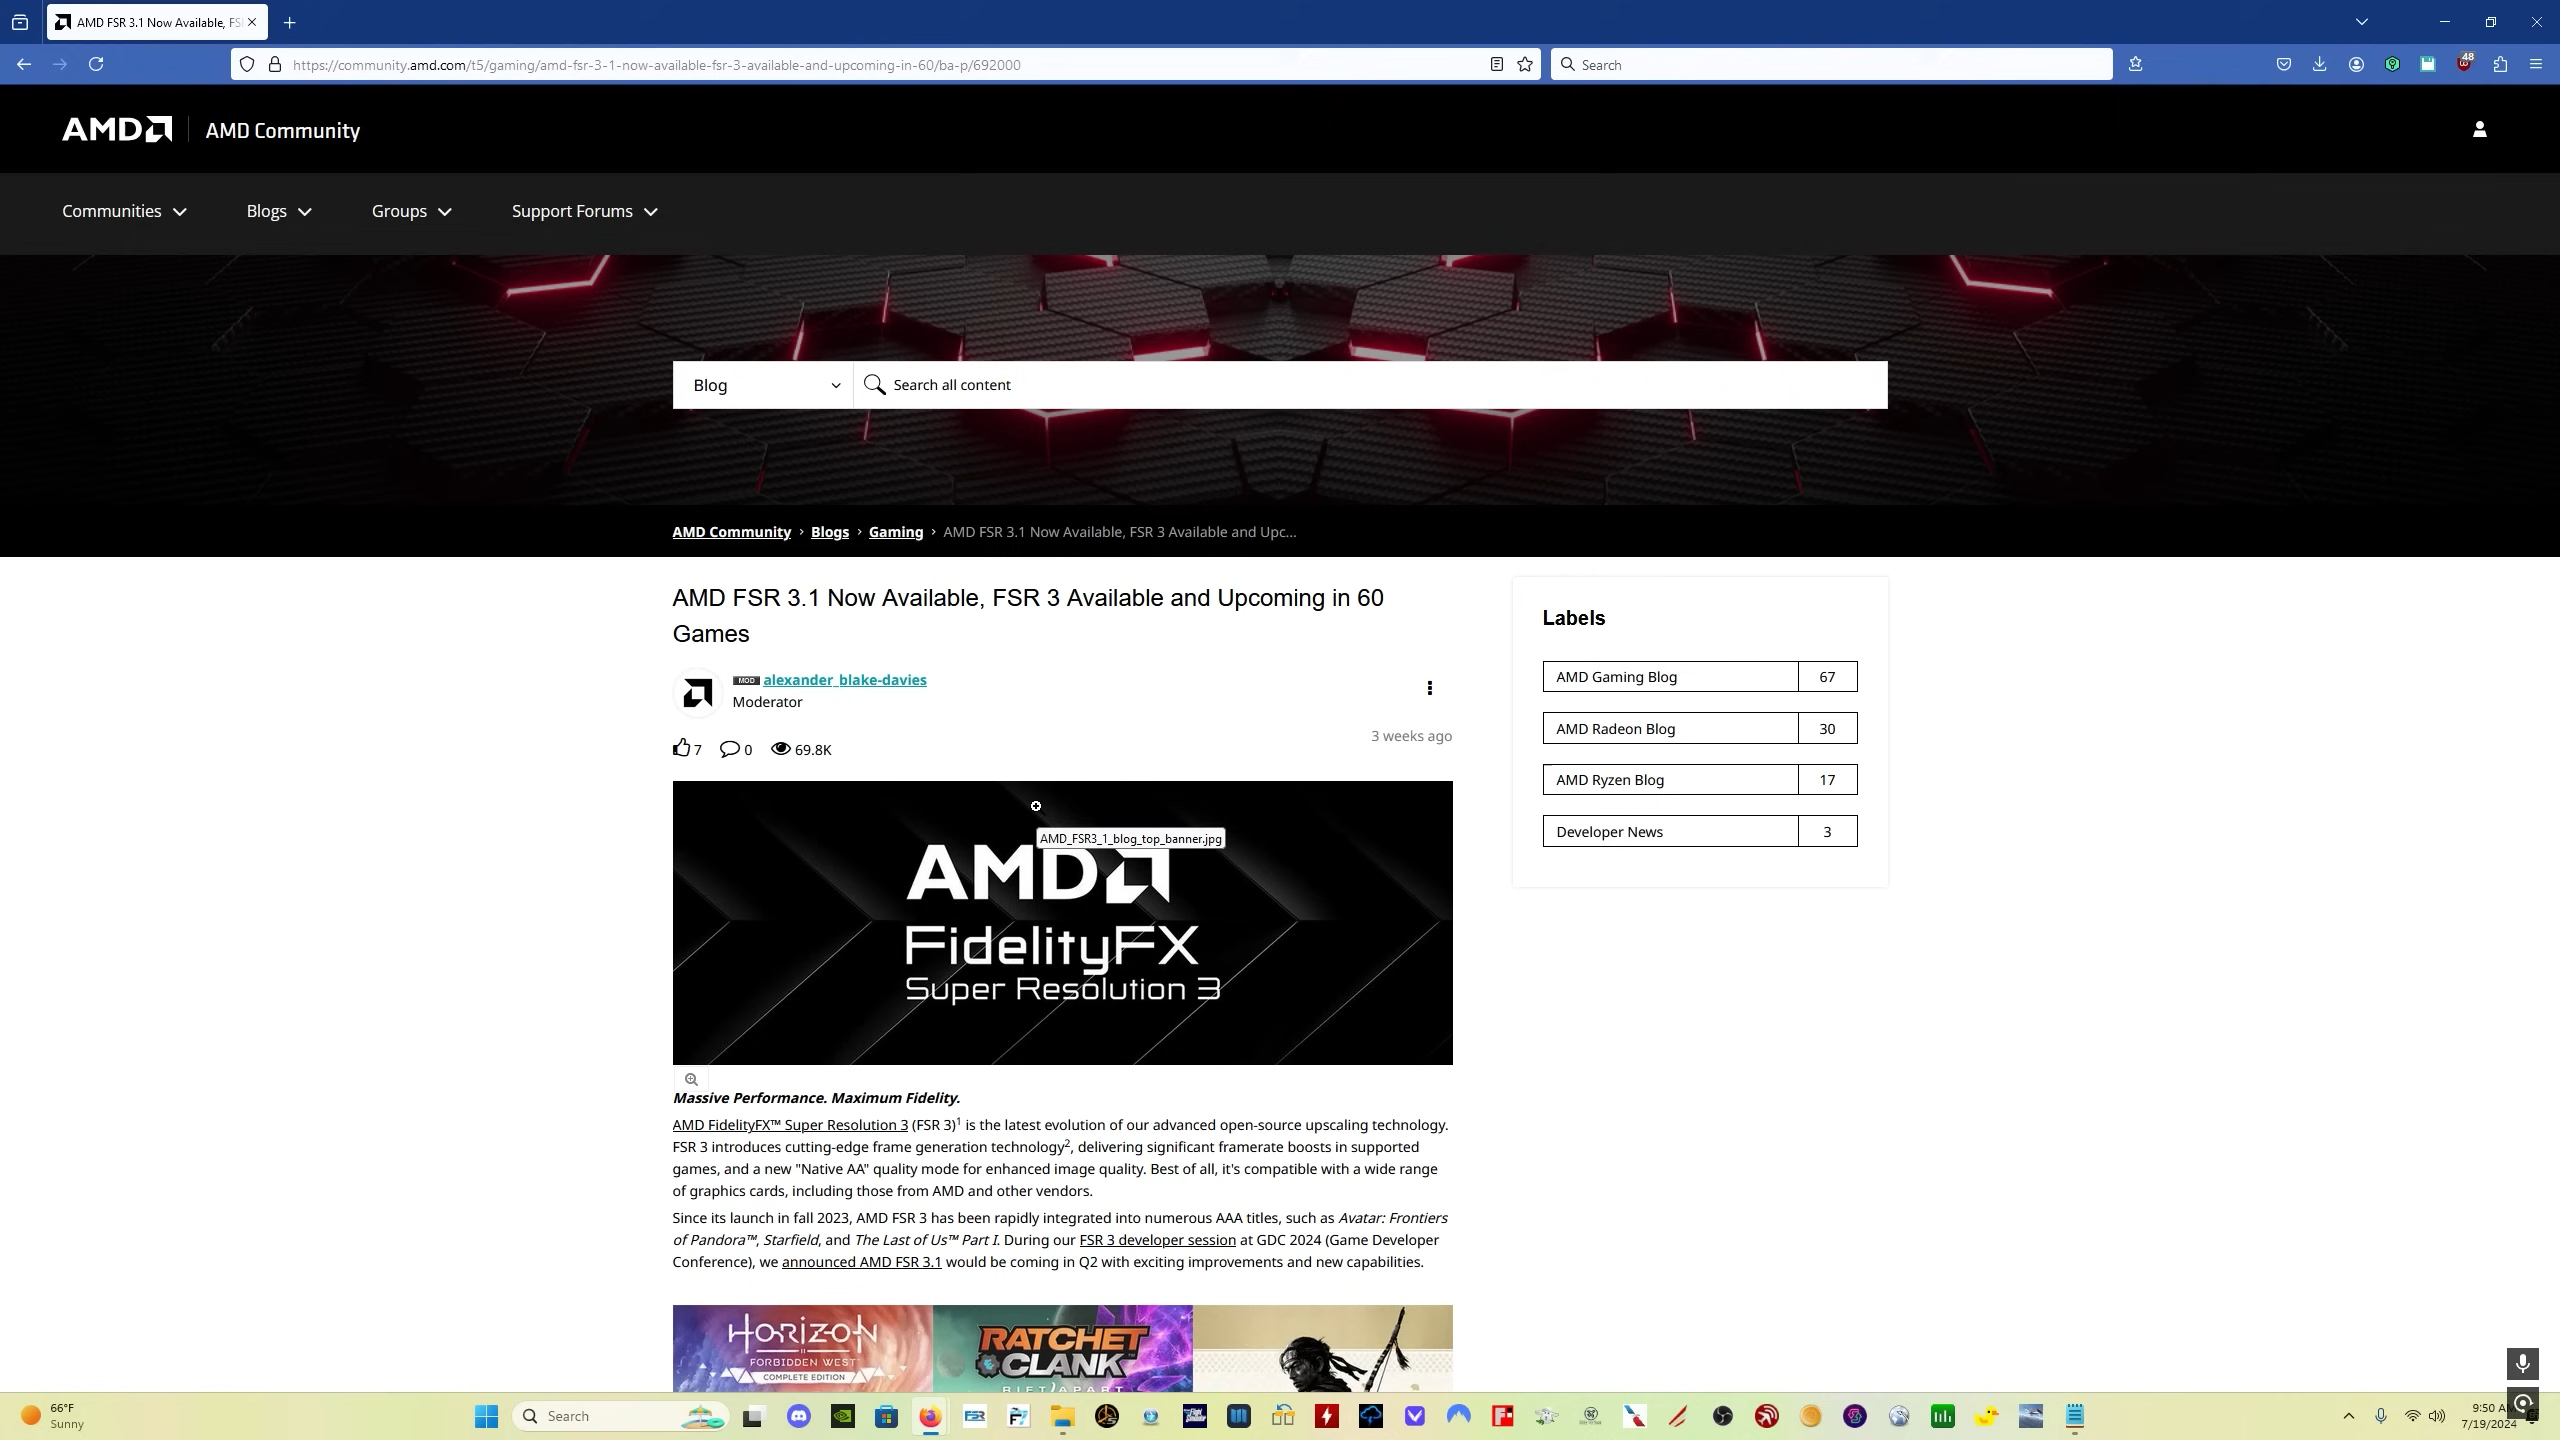 AMD FSR 3.1 Now Available, FS
https://community.amd.com/t5/gaming/amd-fsr-3-1-now-available-fsr-3-available-and-upcoming-in-60/ba-p/692000
Search
48
AMD
AMD Community
Communities
Blogs
Groups
Support Forums
Blog
Search all content
AMD Community › Blogs › Gaming › AMD FSR 3.1 Now Available, FSR 3 Available and Upc...
AMD FSR 3.1 Now Available, FSR 3 Available and Upcoming in 60
Games
MOD alexander_blake-davies
Moderator
3 weeks ago
7 0 69.8K
Labels
AMD Gaming Blog 67
AMD Radeon Blog 30
AMD Ryzen Blog 17
Developer News 3
AMD_FSR3_1_blog_top_banner.jpg
AMD
FidelityFX
Super Resolution 3
Massive Performance. Maximum Fidelity.
AMD FidelityFX™ Super Resolution 3 (FSR 3)1 is the latest evolution of our advanced open-source upscaling technology.
FSR 3 introduces cutting-edge frame generation technology2, delivering significant framerate boosts in supported
games, and a new "Native AA" quality mode for enhanced image quality. Best of all, it's compatible with a wide range
of graphics cards, including those from AMD and other vendors.
Since its launch in fall 2023, AMD FSR 3 has been rapidly integrated into numerous AAA titles, such as Avatar: Frontiers
of Pandora™, Starfield, and The Last of Us™ Part I. During our FSR 3 developer session at GDC 2024 (Game Developer
Conference), we announced AMD FSR 3.1 would be coming in Q2 with exciting improvements and new capabilities.
HORIZON
FORBIDDEN WEST
COMPLETE EDITION
RATCHET
CLANK
RIFT APART
66°F
Sunny
Search
FSR
9:50 AM
7/19/2024